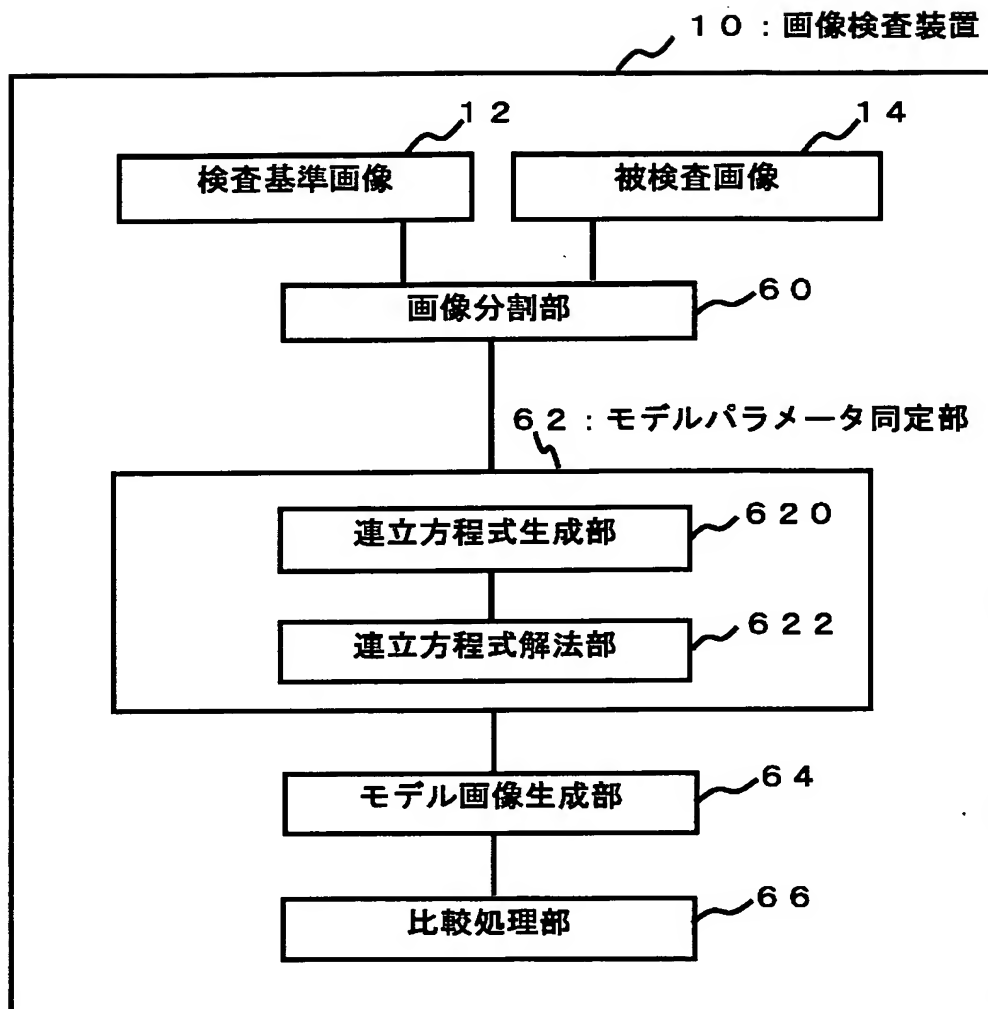 １０：画像検査装置
１２
１４
検査基準画像
被検査画像
６０
画像分割部
６２：モデルパラメータ同定部
６２０
連立方程式生成部
６２２
連立方程式解法部
６４
モデル画像生成部
６６
比較処理部